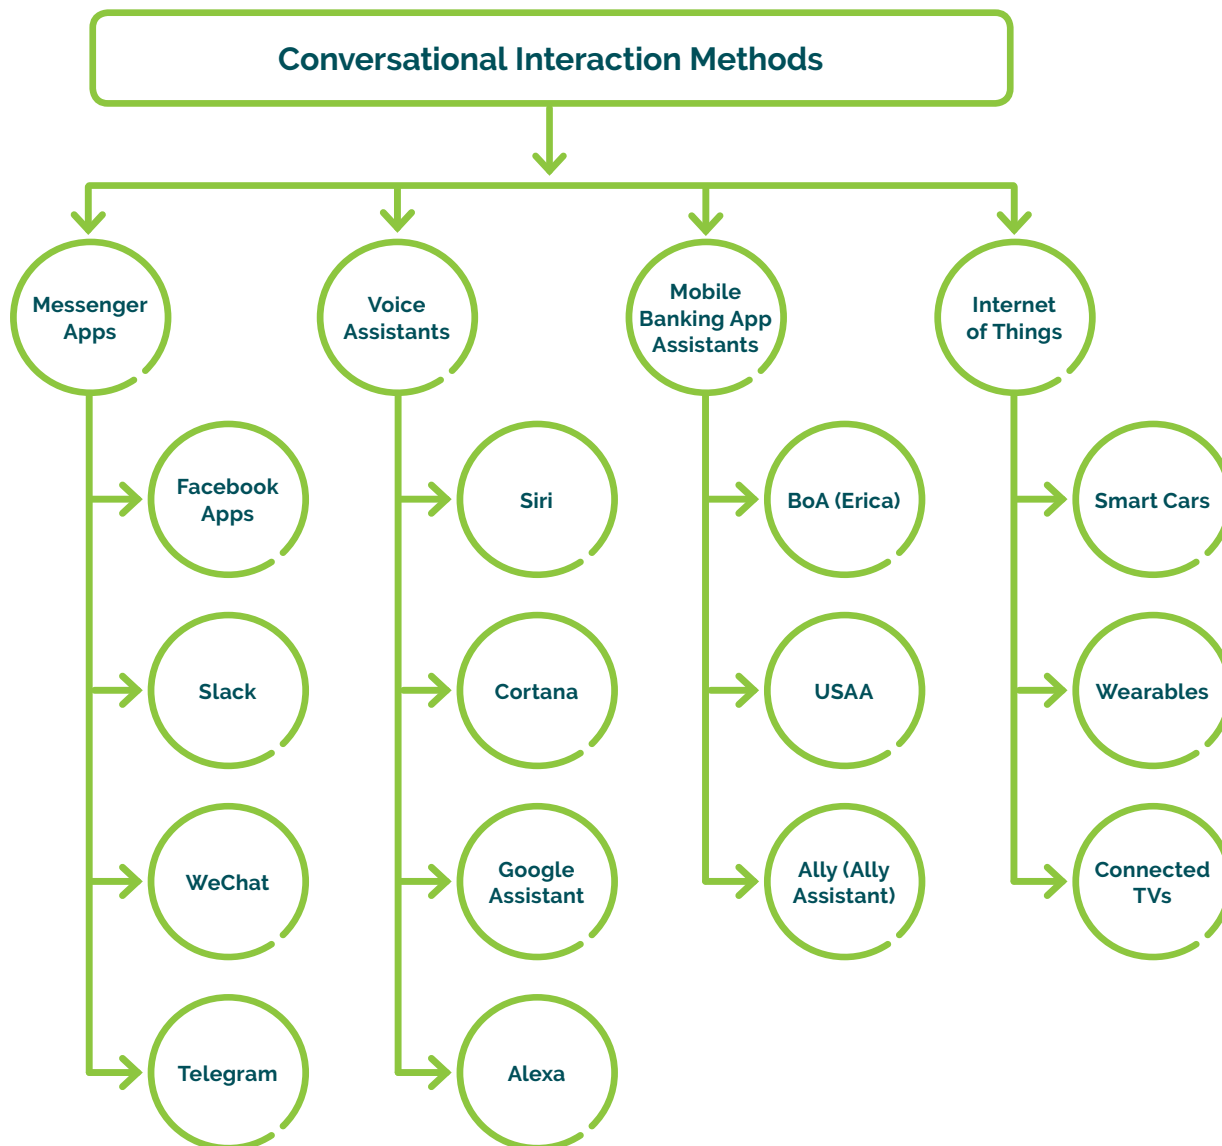 Conversational Interaction Methods
Messenger
Apps
Voice
Assistants
Mobile
Banking App
Assistants
Internet
of Things
Facebook
Apps
Siri
BoA (Erica)
Smart Cars
Slack
Cortana
USAA
Wearables
WeChat
Google
Assistant
Ally (Ally
Assistant)
Connected
TVs
Telegram
Alexa